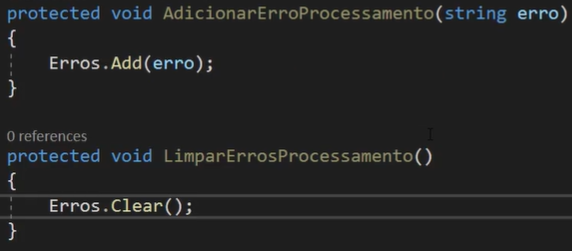 protected void AdicionarErroProcessamento(string erro)
{
    Erros.Add(erro);
}
0 references
protected void LimparErrosProcessamento()
{
    Erros.Clear();
}